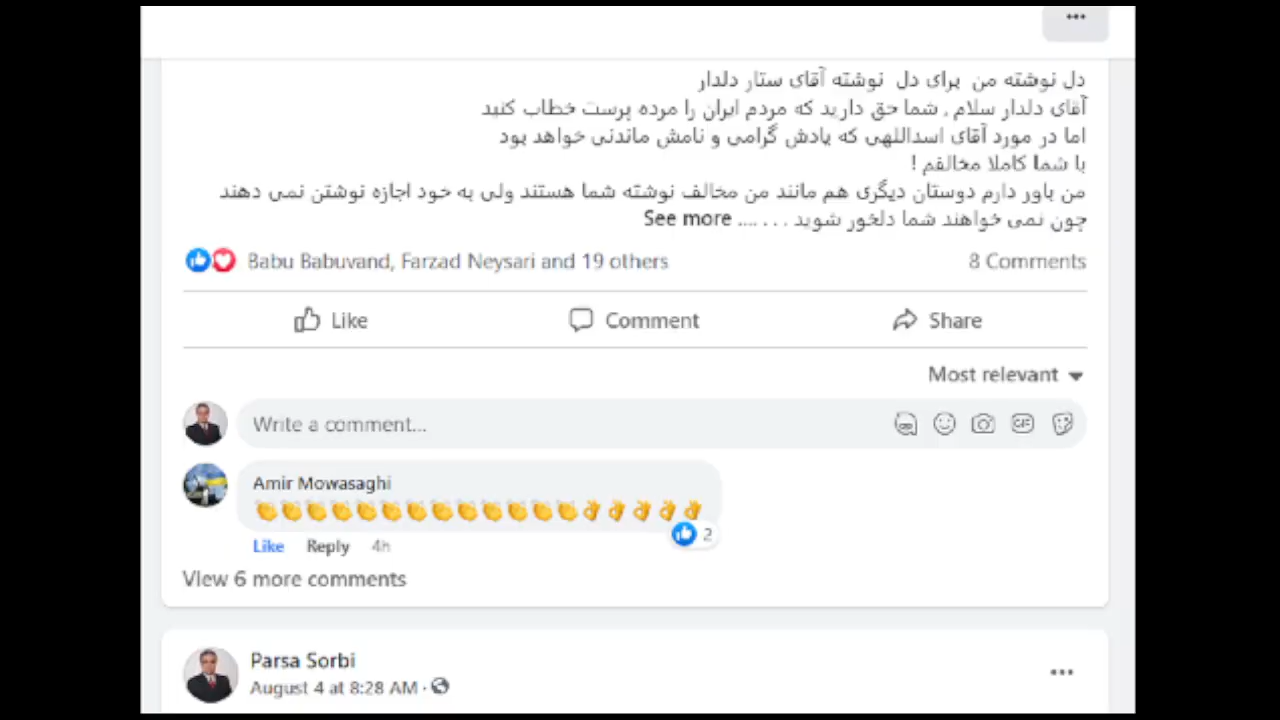 دل نوشته من برای دل نوشته آقای ستار دلدار
آقای دلدار سلام , شما حق دارید که مردم ایران را مرده پرست خطاب کنید
اما در مورد آقای اسداللهی که یادش گرامی و نامش ماندنی خواهد بود
با شما کاملا مخالفم !
من باور دارم دوستان دیگری هم مانند من مخالف نوشته شما هستند ولی به خود اجازه نوشتن نمی دهند
چون نمی خواهند شما دلخور شوید . . . .... See more
Babu Babuvand, Farzad Neysari and 19 others 8 Comments
Like Comment Share
Most relevant
Write a comment... GIF
Amir Mowasaghi
👏👏👏👏👏👏👏👏👏👏👏👏👏👌👌👌👌👌
2
Like Reply 4h
View 6 more comments
Parsa Sorbi
August 4 at 8:28 AM ·